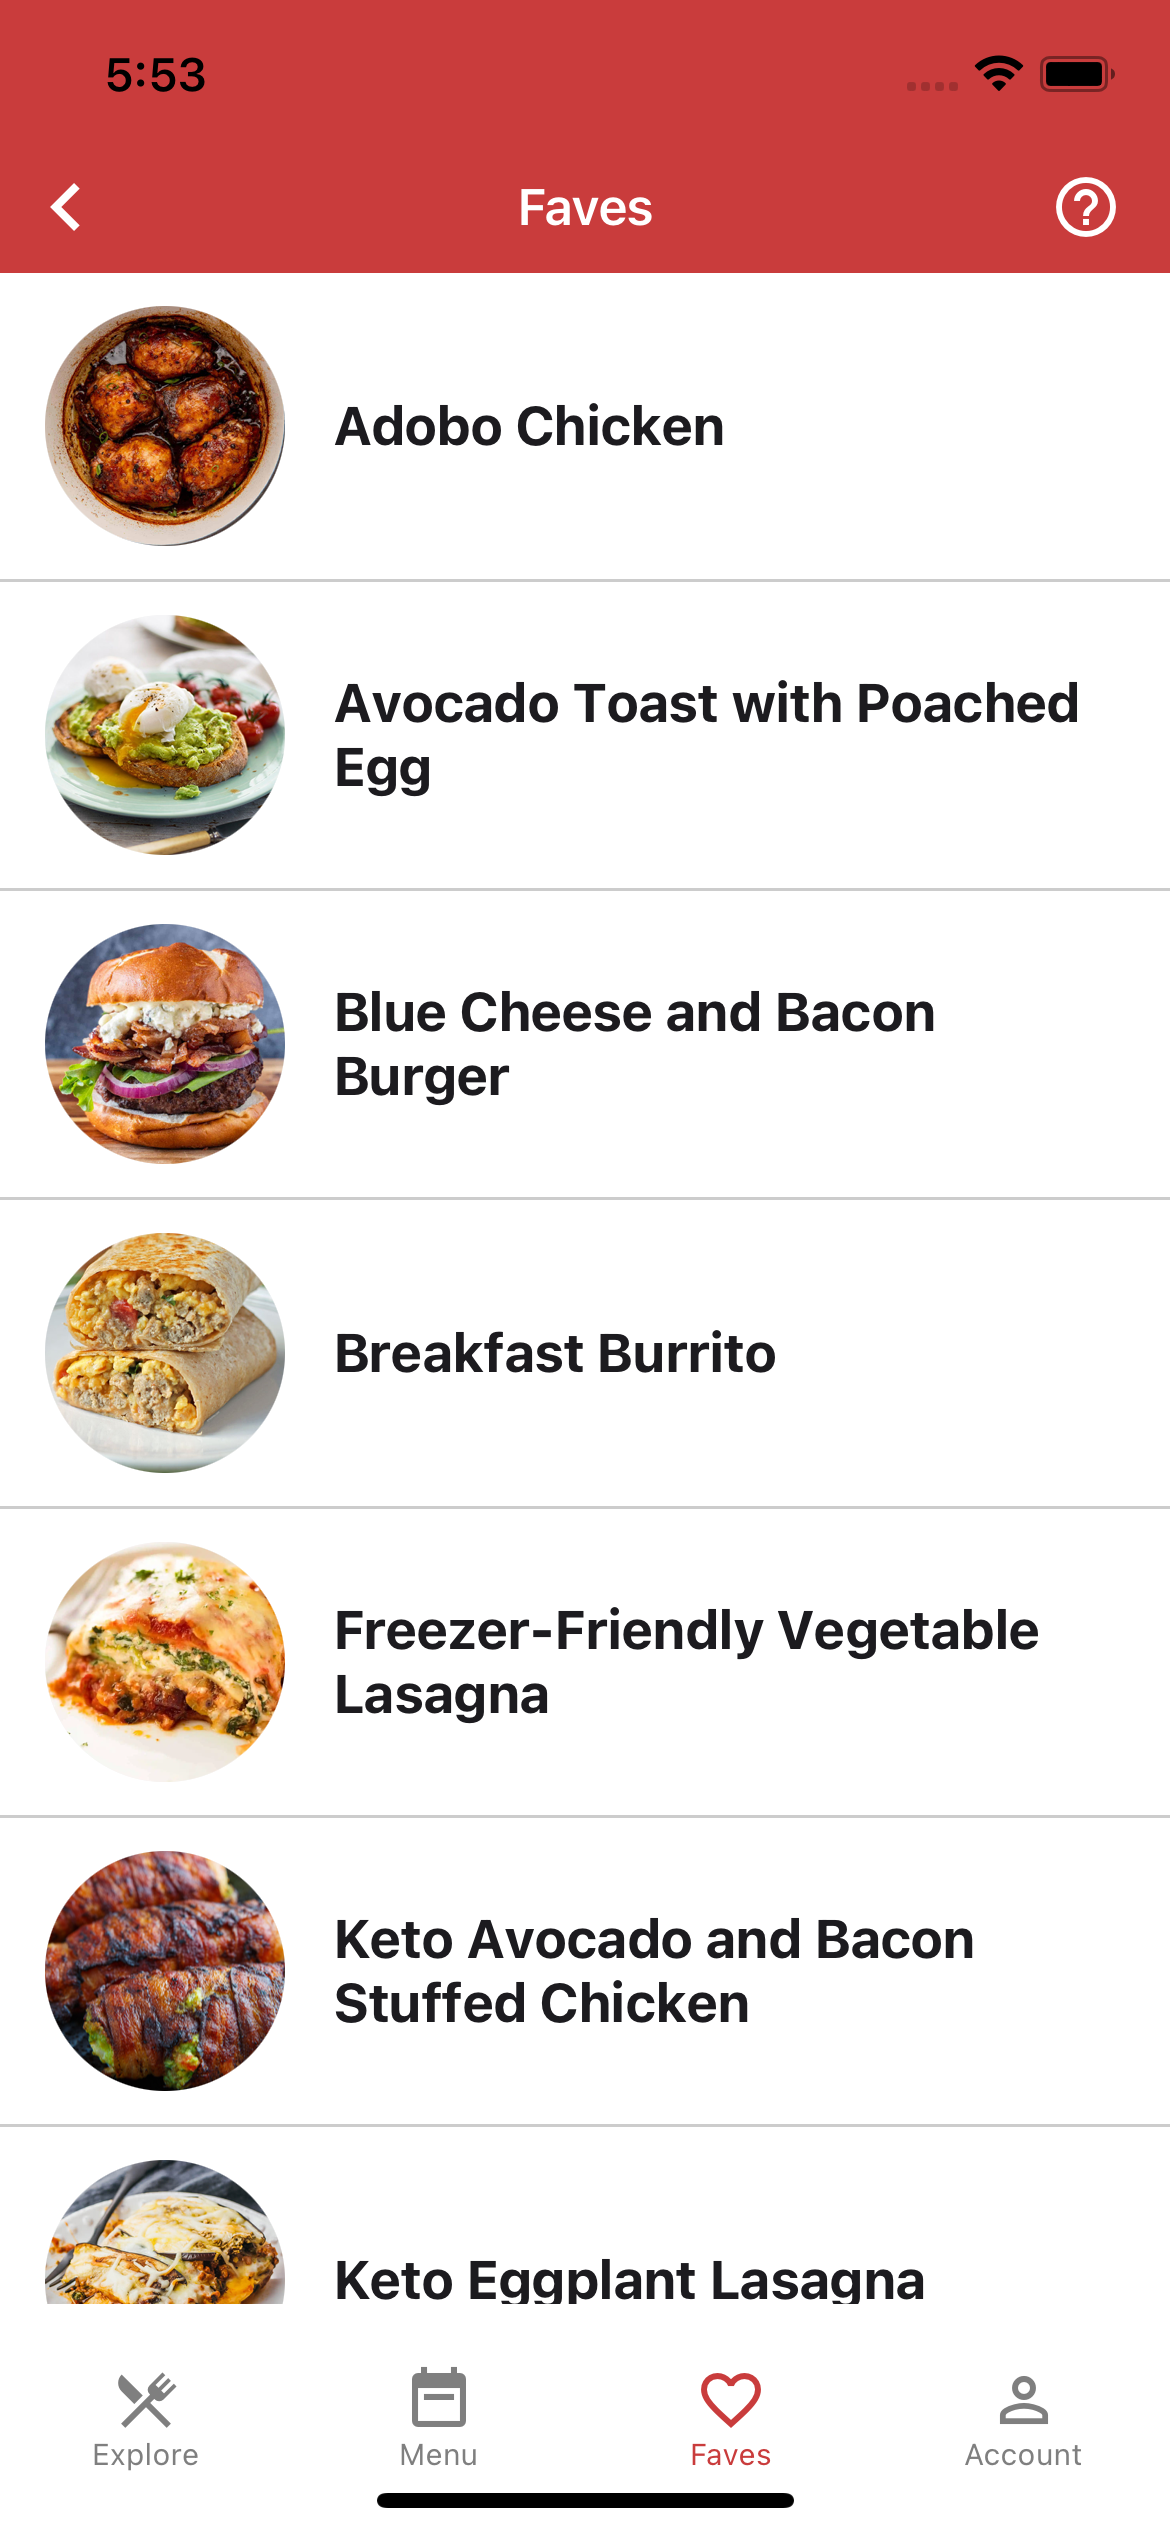 5:53
Faves
Adobo Chicken
Avocado Toast with Poached
Egg
Blue Cheese and Bacon
Burger
Breakfast Burrito
Freezer-Friendly Vegetable
Lasagna
Keto Avocado and Bacon
Stuffed Chicken
Keto Eggplant Lasagna
Explore
Menu
Faves
Account